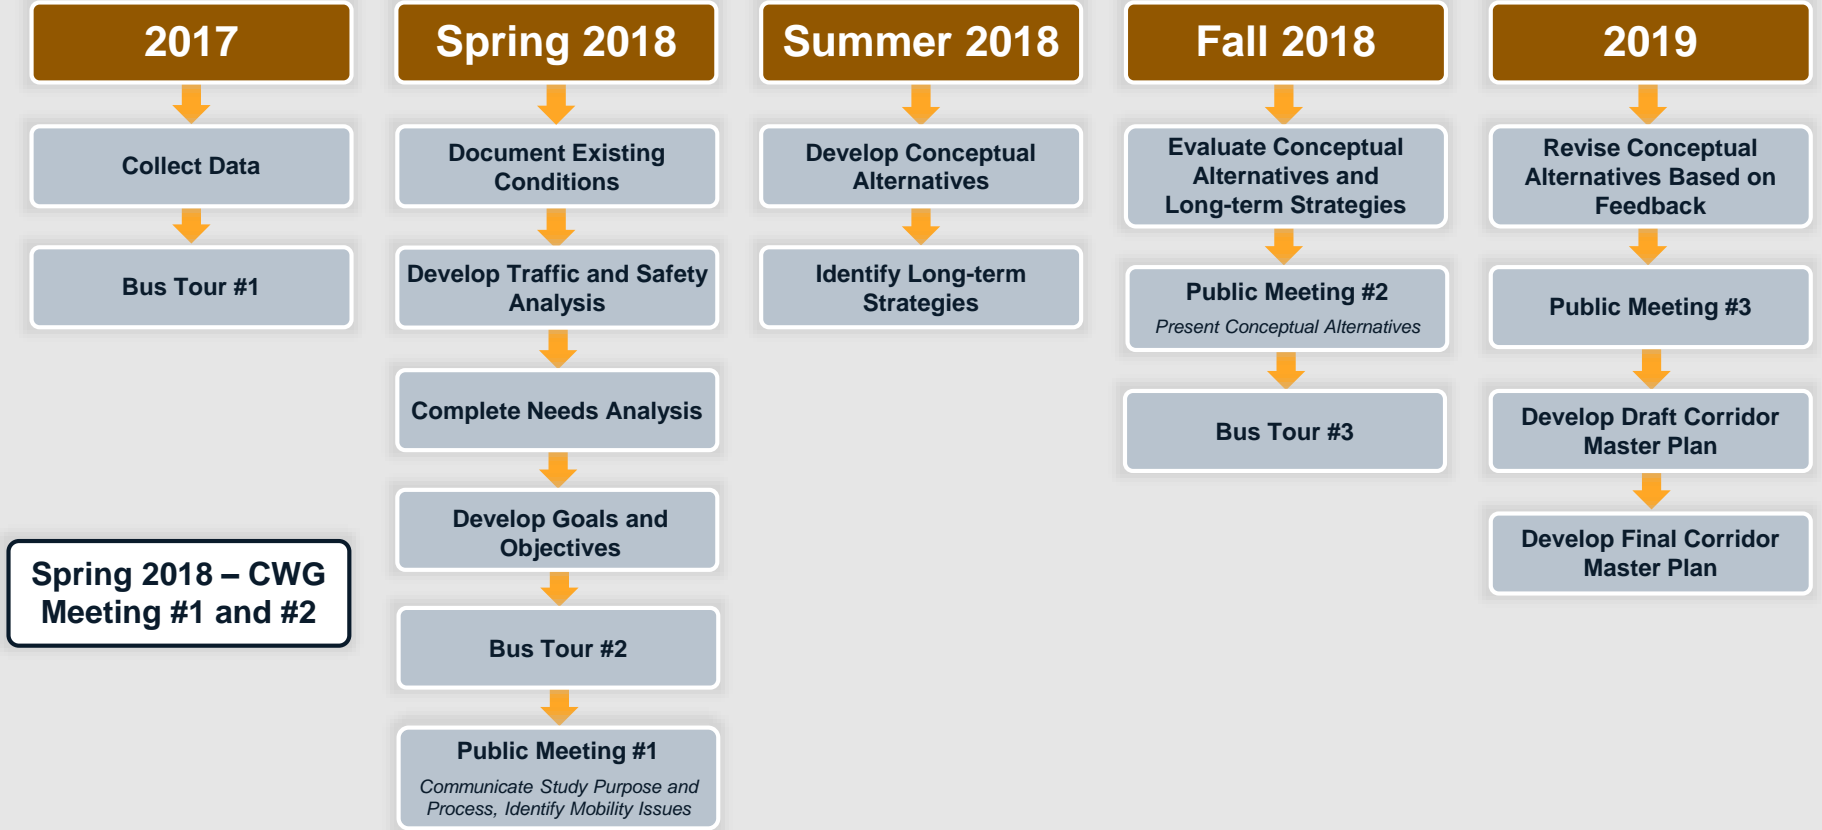 2017
Collect Data
Bus Tour #1
Spring 2018 – CWG
Meeting #1 and #2
Spring 2018
Document Existing
Conditions
Develop Traffic and Safety
Analysis
Complete Needs Analysis
Develop Goals and
Objectives
Bus Tour #2
Public Meeting #1
Communicate Study Purpose and
Process, Identify Mobility Issues
Summer 2018
Develop Conceptual
Alternatives
Identify Long-term
Strategies
Fall 2018
Evaluate Conceptual
Alternatives and
Long-term Strategies
Public Meeting #2
Present Conceptual Alternatives
Bus Tour #3
2019
Revise Conceptual
Alternatives Based on
Feedback
Public Meeting #3
Develop Draft Corridor
Master Plan
Develop Final Corridor
Master Plan